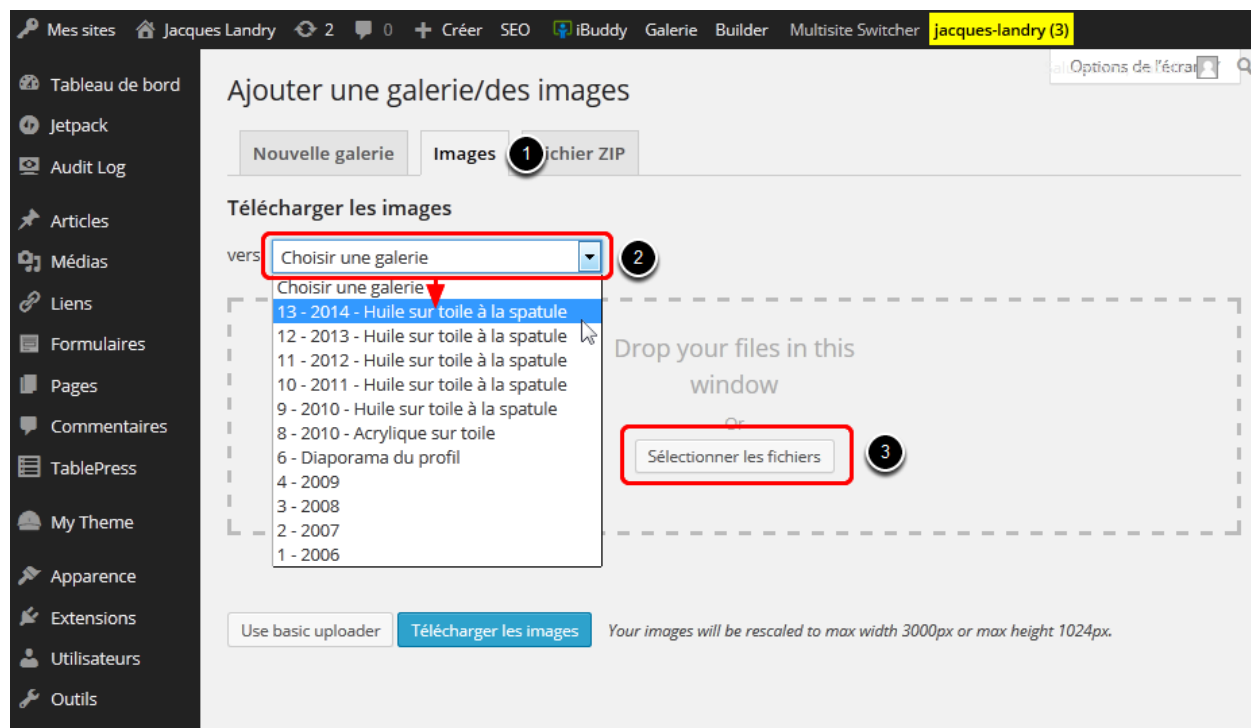 Mes sites Jacques Landry 2 0 + Créer SEO iBuddy Galerie Builder Multisite Switcher jacques-landry (3)
Options de l'écran
Tableau de bord
Jetpack
Audit Log
Articles
Médias
Liens
Formulaires
Pages
Commentaires
TablePress
My Theme
Apparence
Extensions
Utilisateurs
Outils
Ajouter une galerie/des images
Nouvelle galerie Images 1 ichier ZIP
Télécharger les images
vers Choisir une galerie 2
Choisir une galerie
13 - 2014 - Huile sur toile à la spatule
12 - 2013 - Huile sur toile à la spatule
11 - 2012 - Huile sur toile à la spatule
10 - 2011 - Huile sur toile à la spatule
9 - 2010 - Huile sur toile à la spatule
8 - 2010 - Acrylique sur toile
6 - Diaporama du profil
4 - 2009
3 - 2008
2 - 2007
1 - 2006
Drop your files in this
window
Or
Sélectionner les fichiers 3
Use basic uploader Télécharger les images Your images will be rescaled to max width 3000px or max height 1024px.